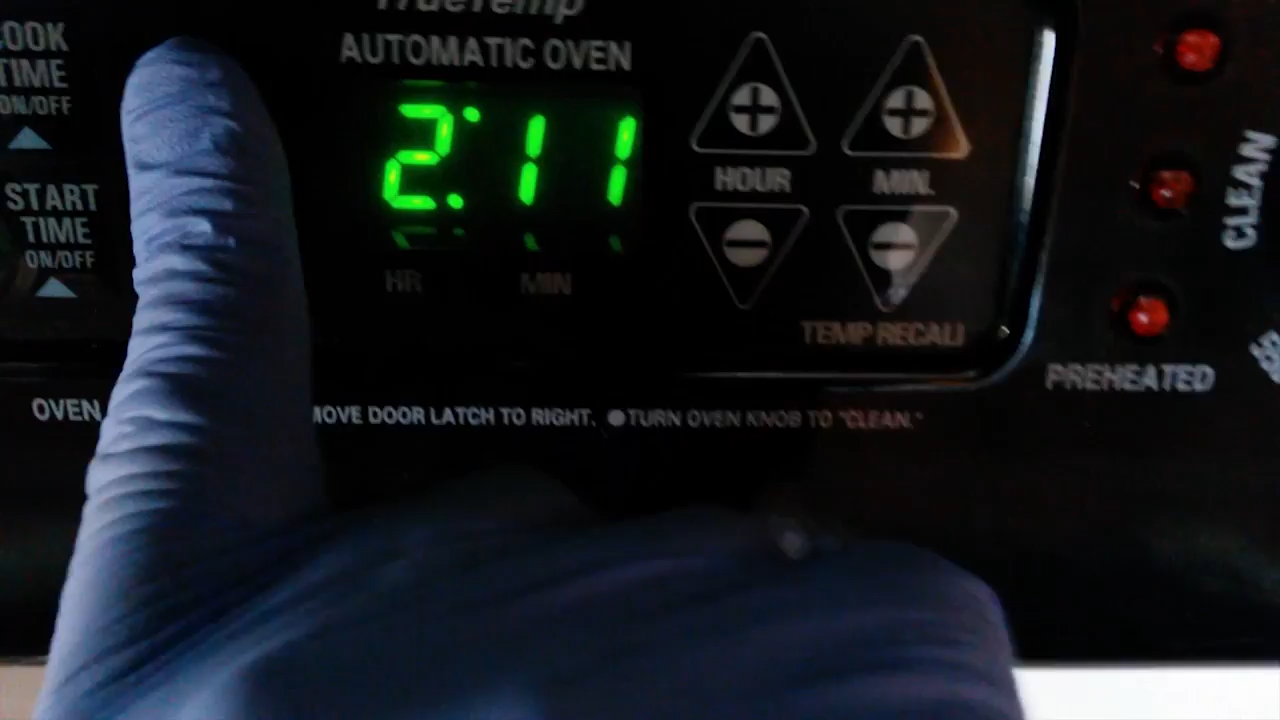 TrueTemp
AUTOMATIC OVEN
COOK
TIME
ON/OFF
START
TIME
ON/OFF
2:11
HR MIN
HOUR MIN.
TEMP RECALL
CLEAN
PREHEATED
OVEN
MOVE DOOR LATCH TO RIGHT. ●TURN OVEN KNOB TO "CLEAN."